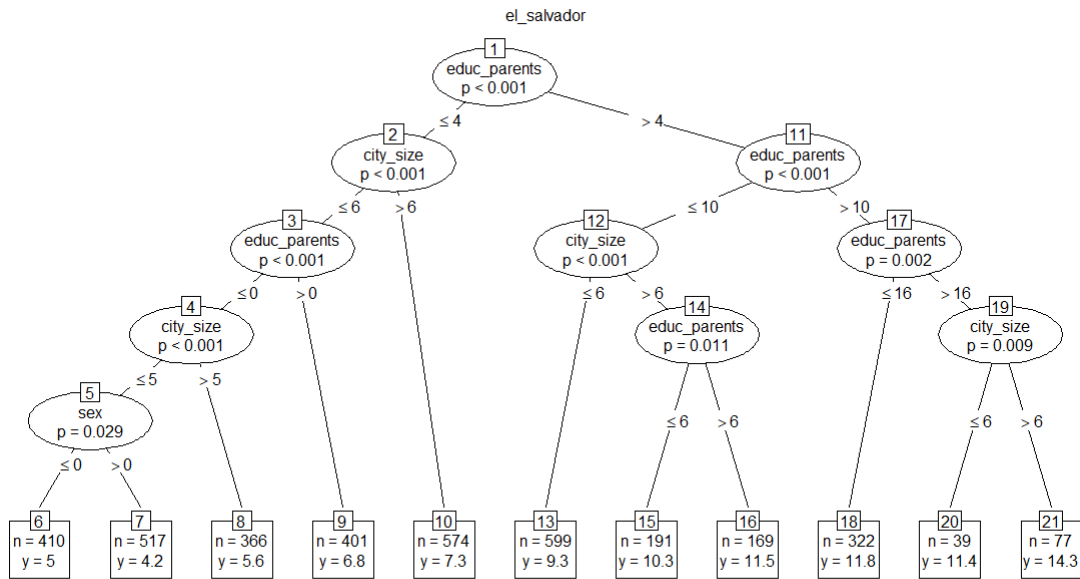 el_salvador
1
educ_parents
p < 0.001
≤ 4
> 4
2
city_size
p < 0.001
11
educ_parents
p < 0.001
≤ 6
> 6
≤ 10
> 10
3
educ_parents
p < 0.001
12
city_size
p < 0.001
17
educ_parents
p = 0.002
≤ 0
> 0
≤ 6
> 6
≤ 16
> 16
4
city_size
p < 0.001
14
educ_parents
p = 0.011
19
city_size
p = 0.009
≤ 5
> 5
5
sex
p = 0.029
≤ 6
> 6
≤ 6
> 6
≤ 0
> 0
6
n = 410
y = 5
7
n = 517
y = 4.2
8
n = 366
y = 5.6
9
n = 401
y = 6.8
10
n = 574
y = 7.3
13
n = 599
y = 9.3
15
n = 191
y = 10.3
16
n = 169
y = 11.5
18
n = 322
y = 11.8
20
n = 39
y = 11.4
21
n = 77
y = 14.3